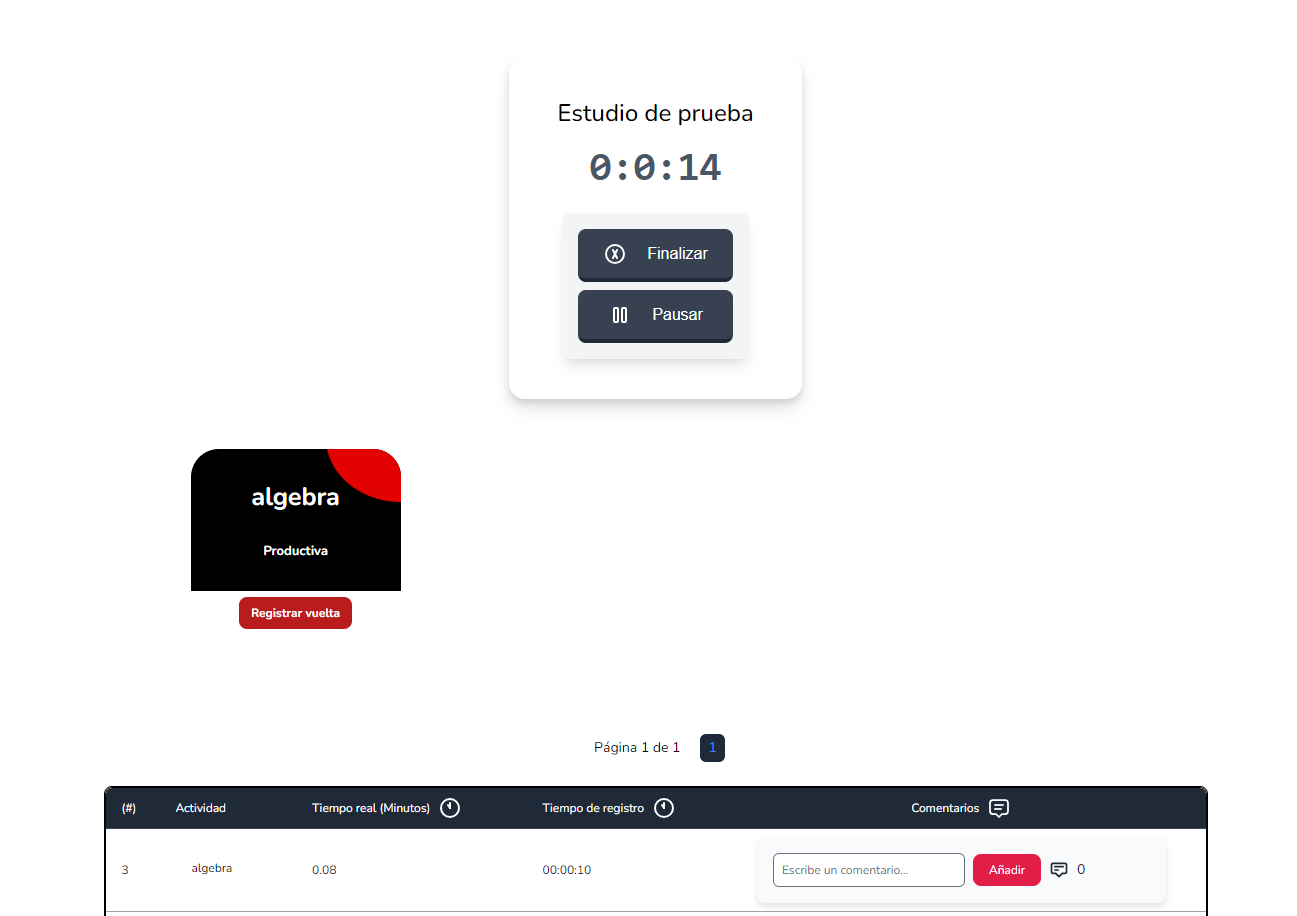 Estudio de prueba
0:0:14
Finalizar
Pausar
algebra
Productiva
Registrar vuelta
Página 1 de 1 1
(#) Actividad Tiempo real (Minutos) Tiempo de registro Comentarios
3 algebra 0.08 00:00:10 Escribe un comentario... Añadir 0